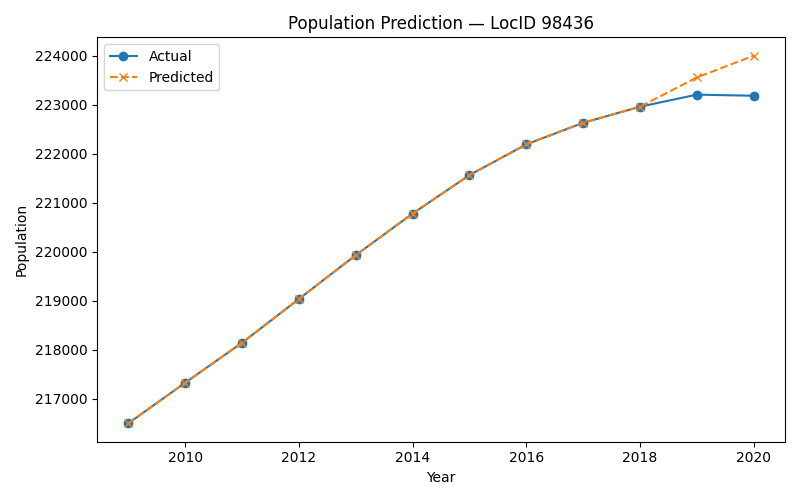 Population Prediction — LocID 98436
Actual
Predicted
Population
224000
223000
222000
221000
220000
219000
218000
217000
2010 2012 2014 2016 2018 2020
Year